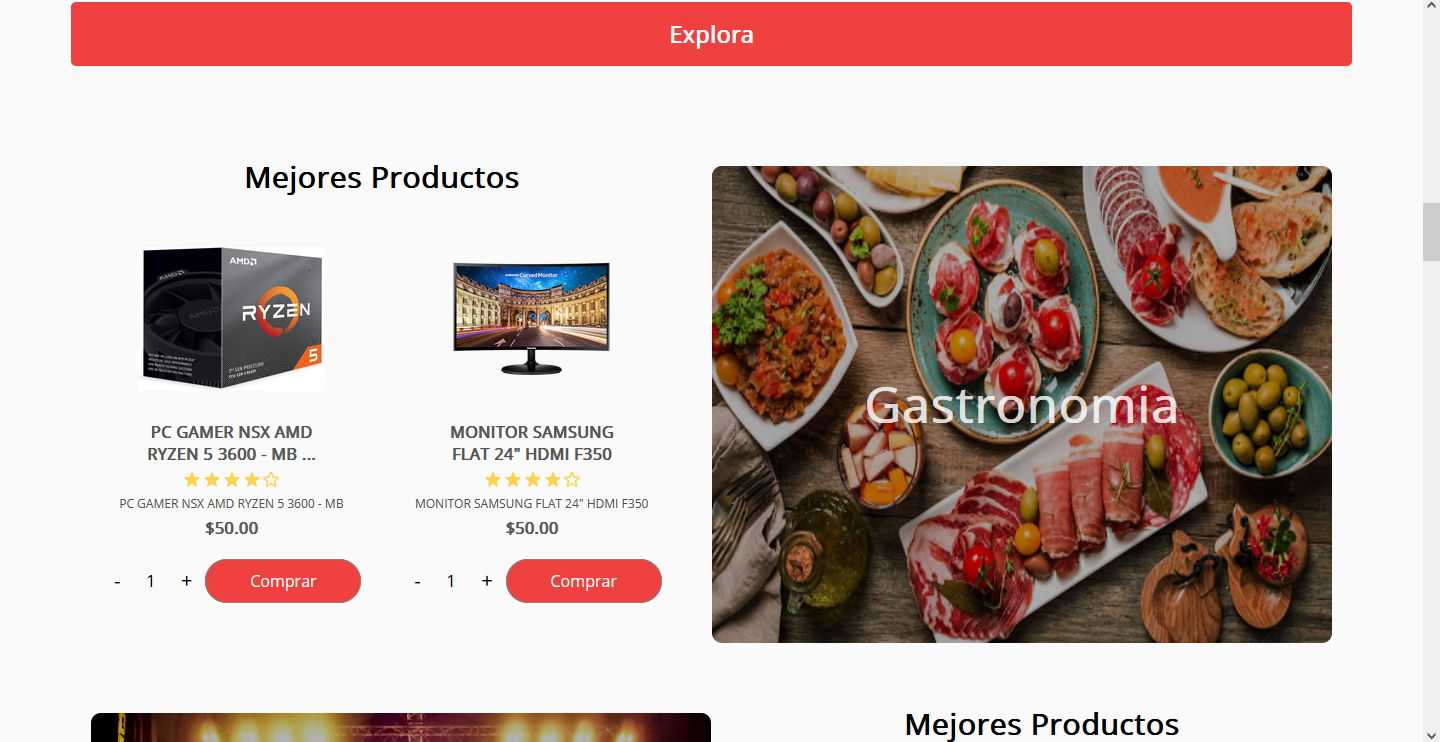 Explora
Mejores Productos
AMD
RYZEN
5
SAMSUNG CurvedMonitor
PC GAMER NSX AMD
RYZEN 5 3600 - MB ...
PC GAMER NSX AMD RYZEN 5 3600 - MB
$50.00
- 1 + Comprar
MONITOR SAMSUNG
FLAT 24" HDMI F350
MONITOR SAMSUNG FLAT 24" HDMI F350
$50.00
- 1 + Comprar
Gastronomia
Mejores Productos